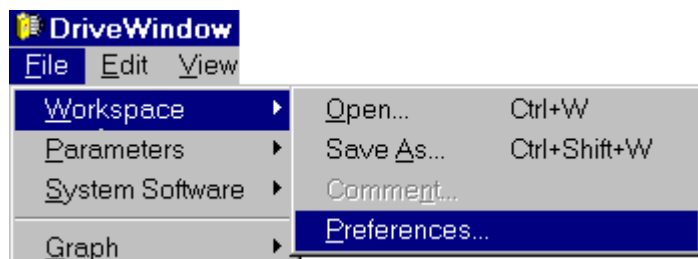 DriveWindow
File Edit View
Workspace
Open... Ctrl+W
Parameters
Save As... Ctrl+Shift+W
System Software
Comment...
Preferences...
Graph